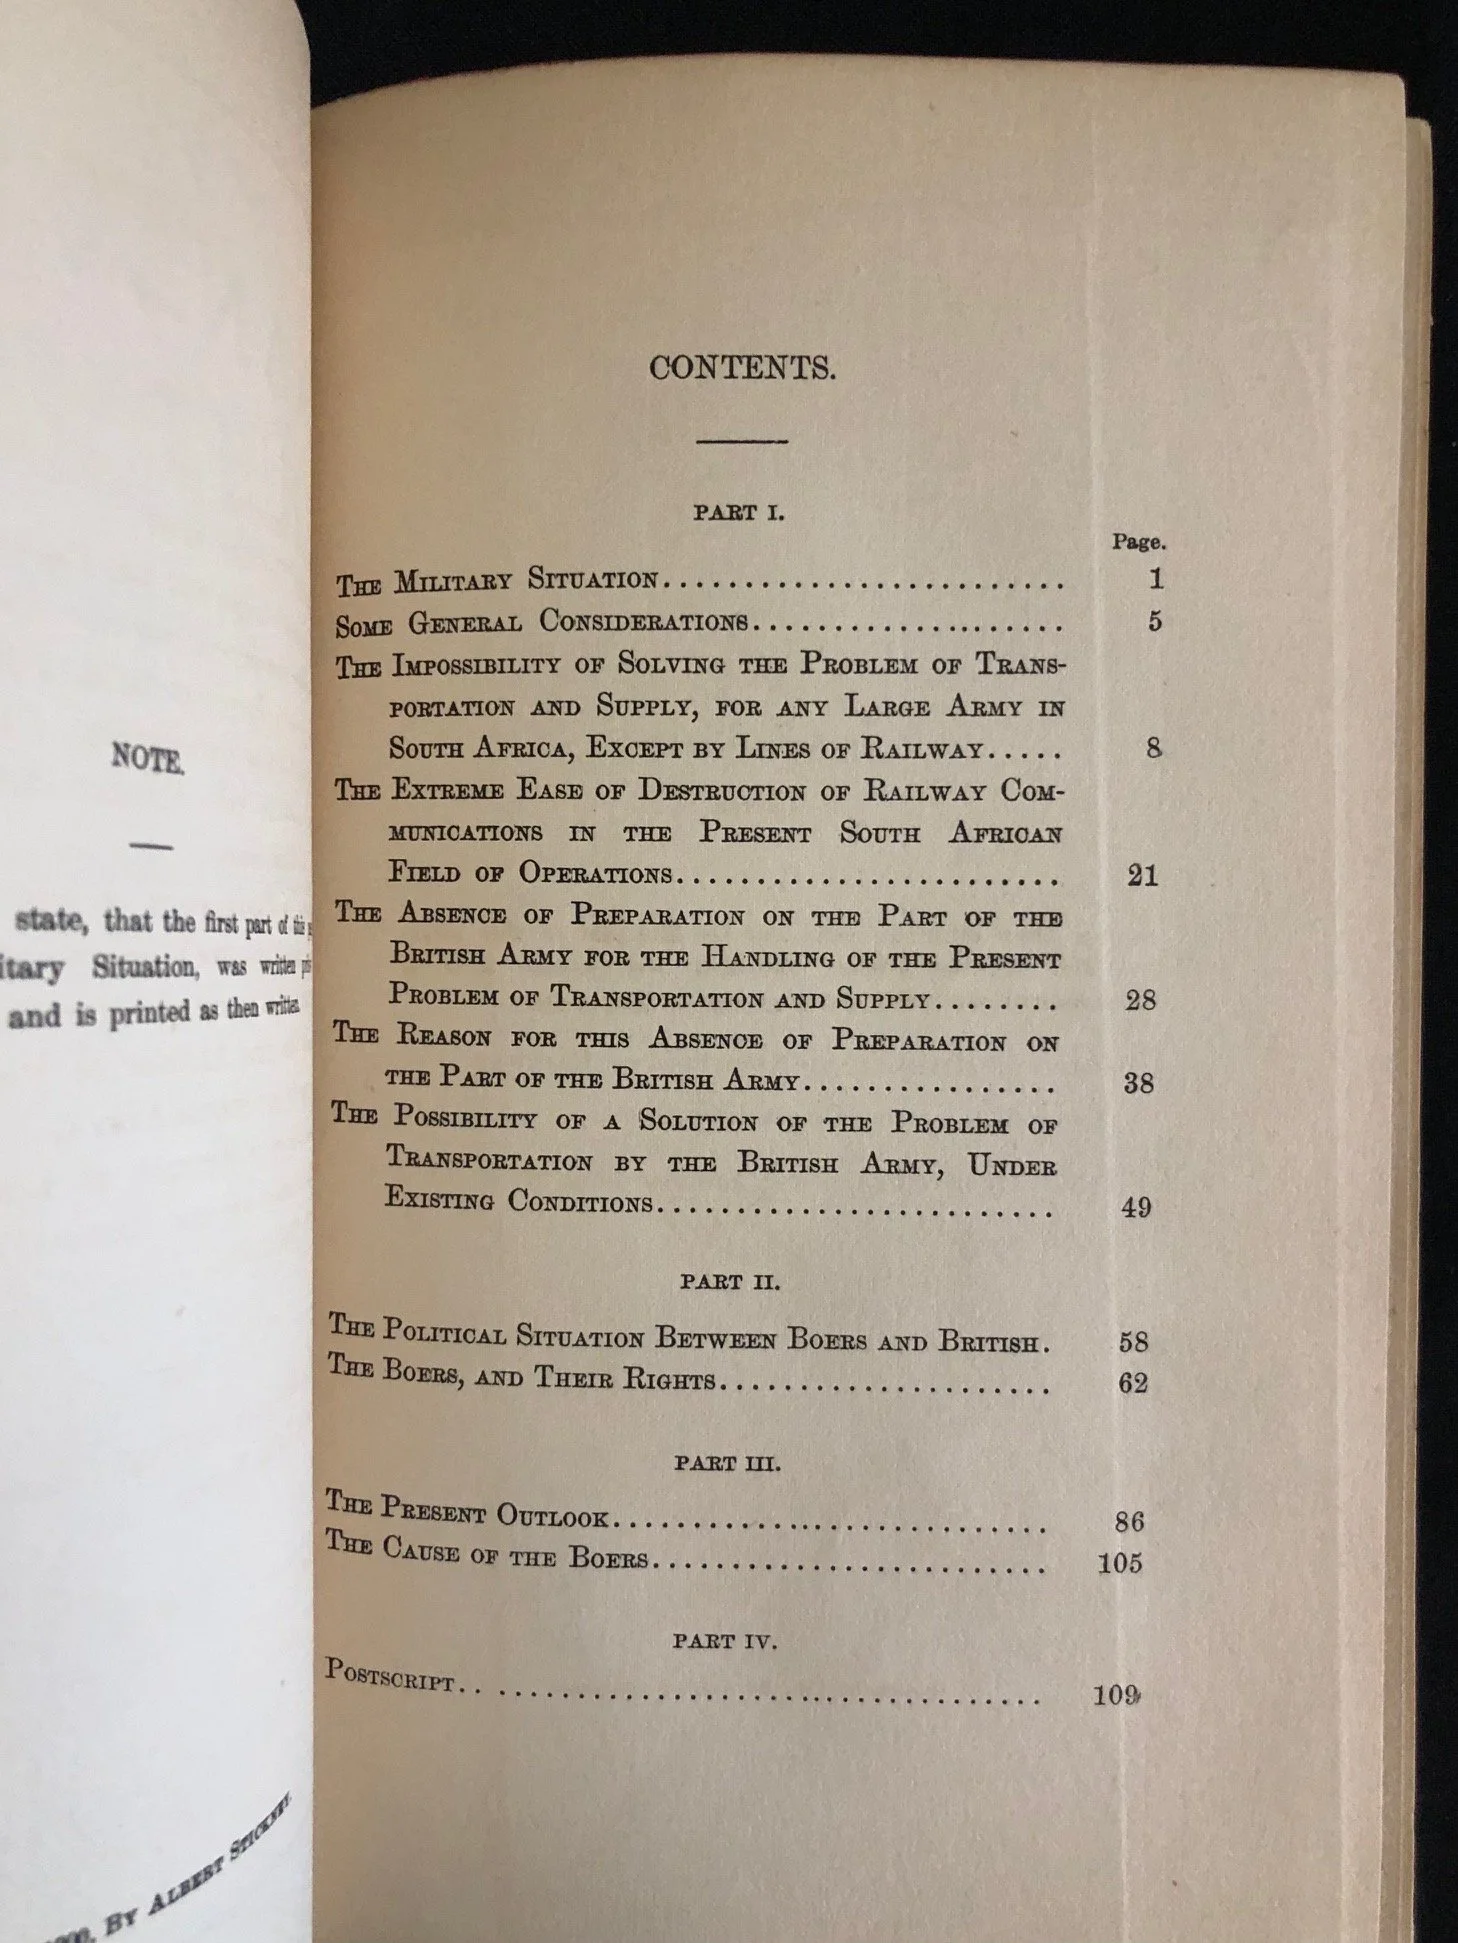 NOTE.
state, that the first part of this
itary Situation, was written
and is printed as then written.
BY ALBERT STICKNEY.
CONTENTS.
PART I.
Page.
THE MILITARY SITUATION.......................... 1
SOME GENERAL CONSIDERATIONS.................... 5
THE IMPOSSIBILITY OF SOLVING THE PROBLEM OF TRANS-
PORTATION AND SUPPLY, FOR ANY LARGE ARMY IN
SOUTH AFRICA, EXCEPT BY LINES OF RAILWAY..... 8
THE EXTREME EASE OF DESTRUCTION OF RAILWAY COM-
MUNICATIONS IN THE PRESENT SOUTH AFRICAN
FIELD OF OPERATIONS........................ 21
THE ABSENCE OF PREPARATION ON THE PART OF THE
BRITISH ARMY FOR THE HANDLING OF THE PRESENT
PROBLEM OF TRANSPORTATION AND SUPPLY........ 28
THE REASON FOR THIS ABSENCE OF PREPARATION ON
THE PART OF THE BRITISH ARMY................ 38
THE POSSIBILITY OF A SOLUTION OF THE PROBLEM OF
TRANSPORTATION BY THE BRITISH ARMY, UNDER
EXISTING CONDITIONS......................... 49
PART II.
THE POLITICAL SITUATION BETWEEN BOERS AND BRITISH. 58
THE BOERS, AND THEIR RIGHTS..................... 62
PART III.
THE PRESENT OUTLOOK............................ 86
THE CAUSE OF THE BOERS......................... 105
PART IV.
POSTSCRIPT.. .................................. 109